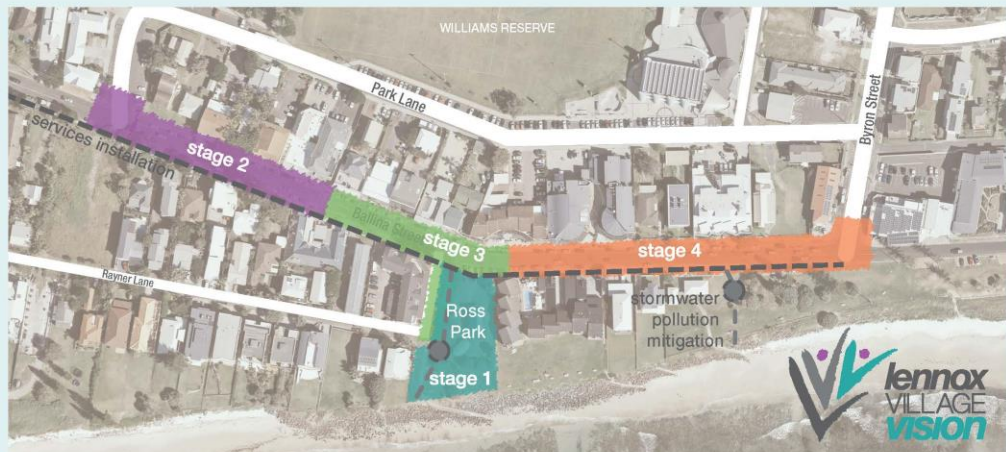 WILLIAMS RESERVE
Park Lane
Byron Street
services installation
stage 2
Ballina Street
stage 3
stage 4
Rayner Lane
Ross
Park
stage 1
stormwater
pollution
mitigation
lennox
VILLAGE
vision